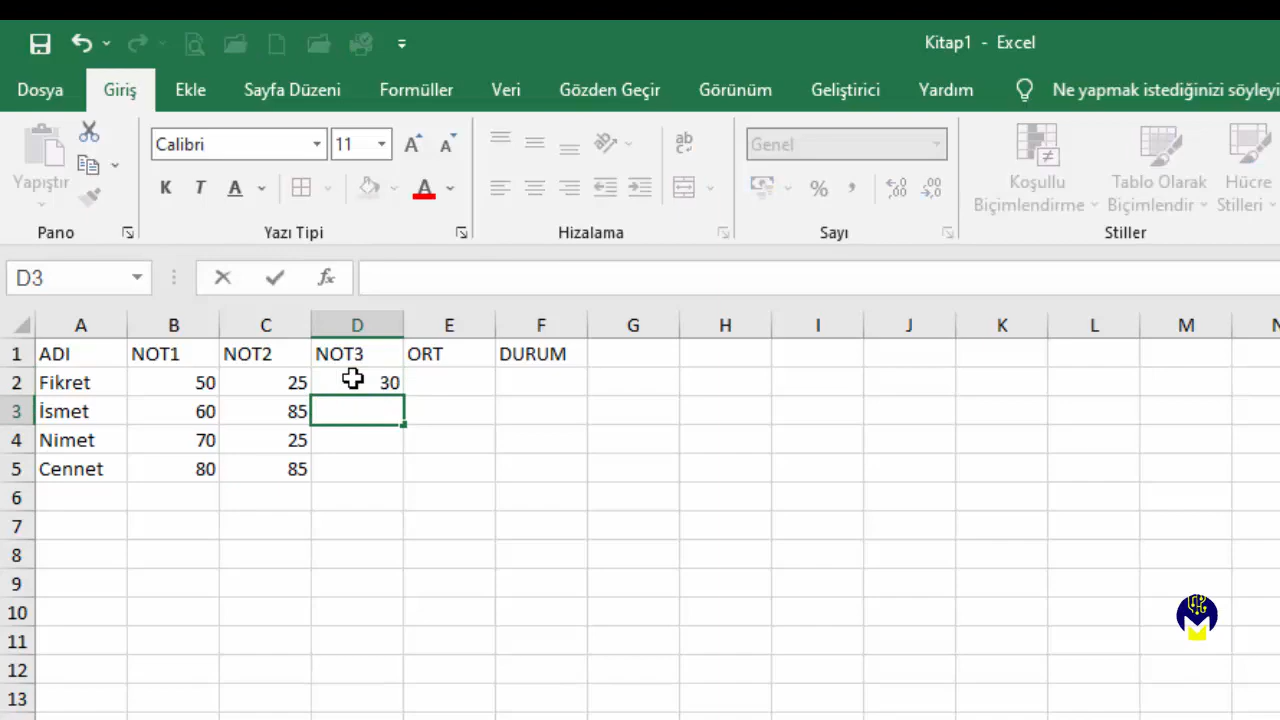 Kitap1 - Excel
Dosya Giriş Ekle Sayfa Düzeni Formüller Veri Gözden Geçir Görünüm Geliştirici Yardım Ne yapmak istediğinizi söyleyi
Yapıştır
Calibri 11
K T A A
ab
Genel
% ,
Koşullu Biçimlendirme
Tablo Olarak Biçimlendir
Hücre Stilleri
Pano Yazı Tipi Hizalama Sayı Stiller
D3 fx
A B C D E F G H I J K L M N
1 ADI NOT1 NOT2 NOT3 ORT DURUM
2 Fikret 50 25 30
3 İsmet 60 85
4 Nimet 70 25
5 Cennet 80 85
6
7
8
9
10
11
12
13